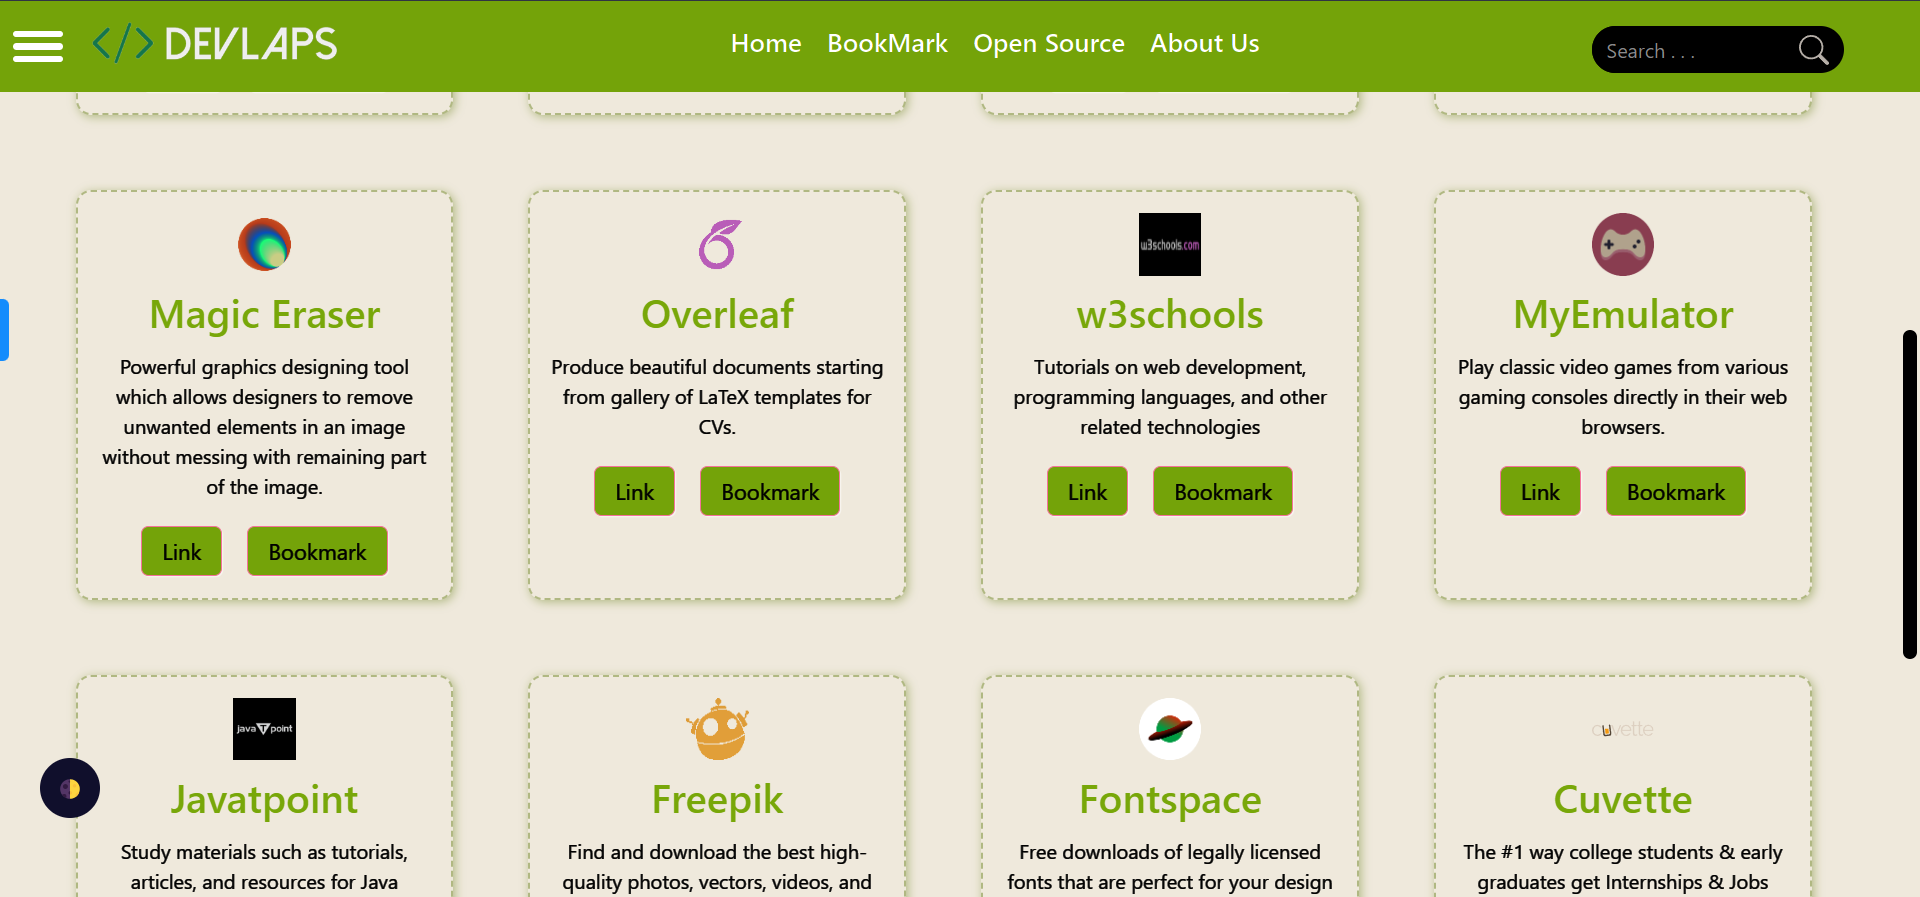 </> DEVLAPS
Home BookMark Open Source About Us
Search . . .
w3schools.com
Magic Eraser
Powerful graphics designing tool
which allows designers to remove
unwanted elements in an image
without messing with remaining part
of the image.
Link Bookmark
Overleaf
Produce beautiful documents starting
from gallery of LaTeX templates for
CVs.
Link Bookmark
w3schools
Tutorials on web development,
programming languages, and other
related technologies
Link Bookmark
MyEmulator
Play classic video games from various
gaming consoles directly in their web
browsers.
Link Bookmark
java T point
Javatpoint
Study materials such as tutorials,
articles, and resources for Java
Freepik
Find and download the best high-
quality photos, vectors, videos, and
Fontspace
Free downloads of legally licensed
fonts that are perfect for your design
cuvette
Cuvette
The #1 way college students & early
graduates get Internships & Jobs